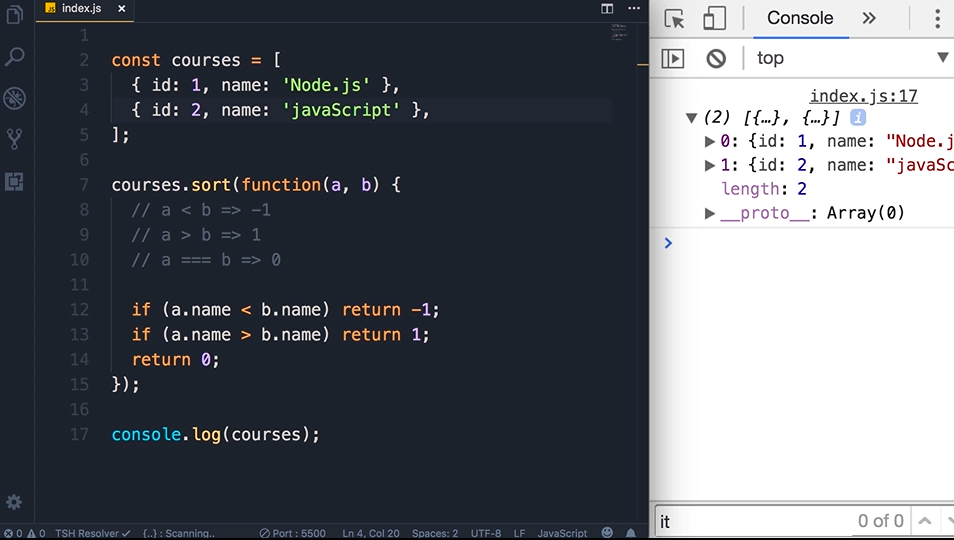 index.js ×
1
2 const courses = [
3 { id: 1, name: 'Node.js' },
4 { id: 2, name: 'javaScript' },
5 ];
6
7 courses.sort(function(a, b) {
8 // a < b => -1
9 // a > b => 1
10 // a === b => 0
11
12 if (a.name < b.name) return -1;
13 if (a.name > b.name) return 1;
14 return 0;
15 });
16
17 console.log(courses);
0 0 TSH Resolver ✓ {..} : Scanning.. Port : 5500 Ln 4, Col 20 Spaces: 2 UTF-8 LF JavaScript
Console »
top
index.js:17
▼ (2) [{…}, {…}] i
▶ 0: {id: 1, name: "Node.j
▶ 1: {id: 2, name: "javaSc
length: 2
▶ __proto__: Array(0)
>
it 0 of 0